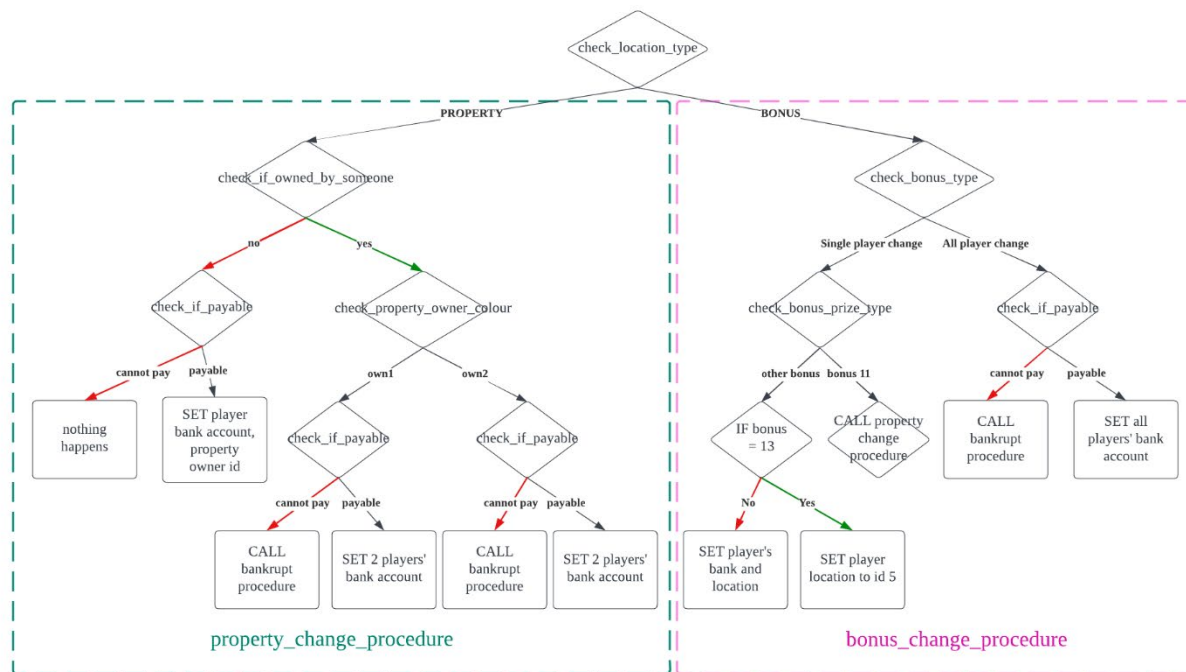 check_location_type
PROPERTY
BONUS
check_if_owned_by_someone
check_bonus_type
no
yes
Single player change
All player change
check_if_payable
check_property_owner_colour
check_bonus_prize_type
check_if_payable
cannot pay
payable
own1
own2
other bonus
bonus 11
cannot pay
payable
nothing
happens
SET player
bank account,
property
owner id
check_if_payable
check_if_payable
IF bonus
= 13
CALL property
change
procedure
CALL
bankrupt
procedure
SET all
players' bank
account
cannot pay
payable
cannot pay
payable
No
Yes
CALL
bankrupt
procedure
SET 2 players'
bank account
CALL
bankrupt
procedure
SET 2 players'
bank account
SET player's
bank and
location
SET player
location to id 5
property_change_procedure
bonus_change_procedure